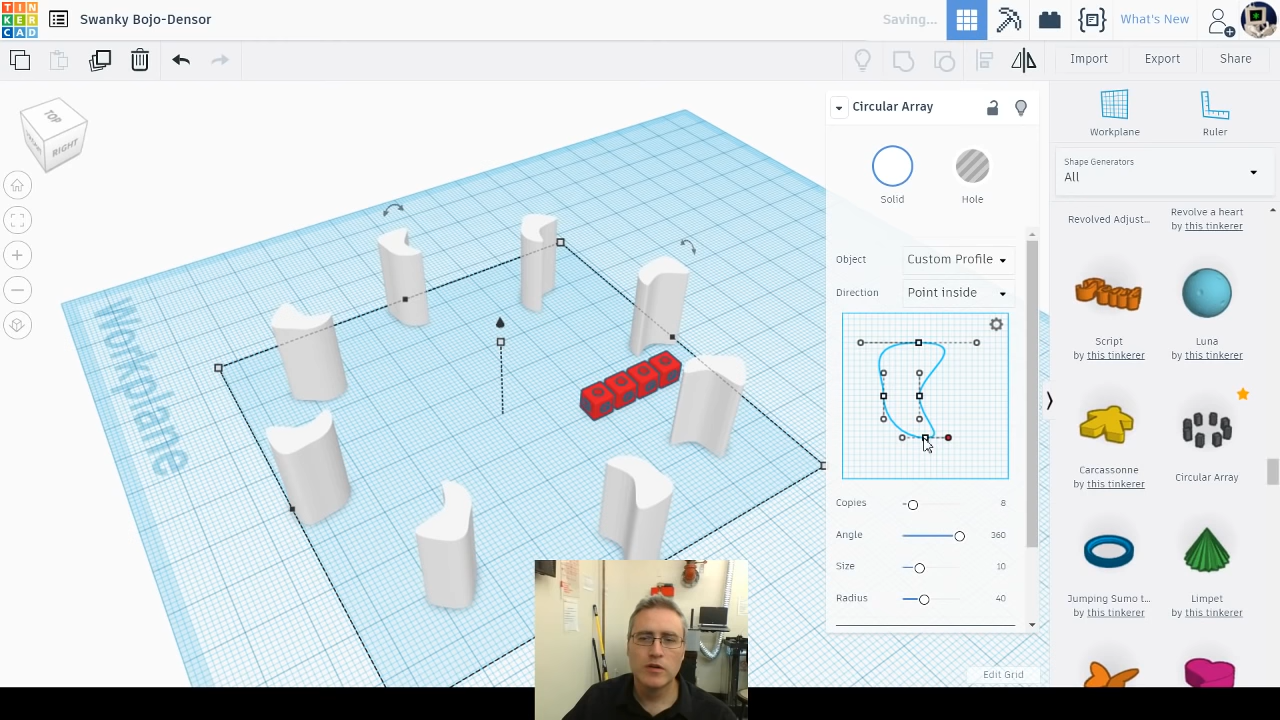 TIN
KER
CAD
Swanky Bojo-Densor
Saving...
What's New
Import
Export
Share
TOP
RIGHT
Workplane
Circular Array
Solid
Hole
Object
Custom Profile
Direction
Point inside
Copies
8
Angle
360
Size
10
Radius
40
Edit Grid
Workplane
Ruler
Shape Generators
All
Revolved Adjust...
Revolve a heart
by this tinkerer
by this tinkerer
Script
by this tinkerer
Luna
by this tinkerer
Carcassonne
by this tinkerer
Circular Array
Jumping Sumo t...
by this tinkerer
Limpet
by this tinkerer